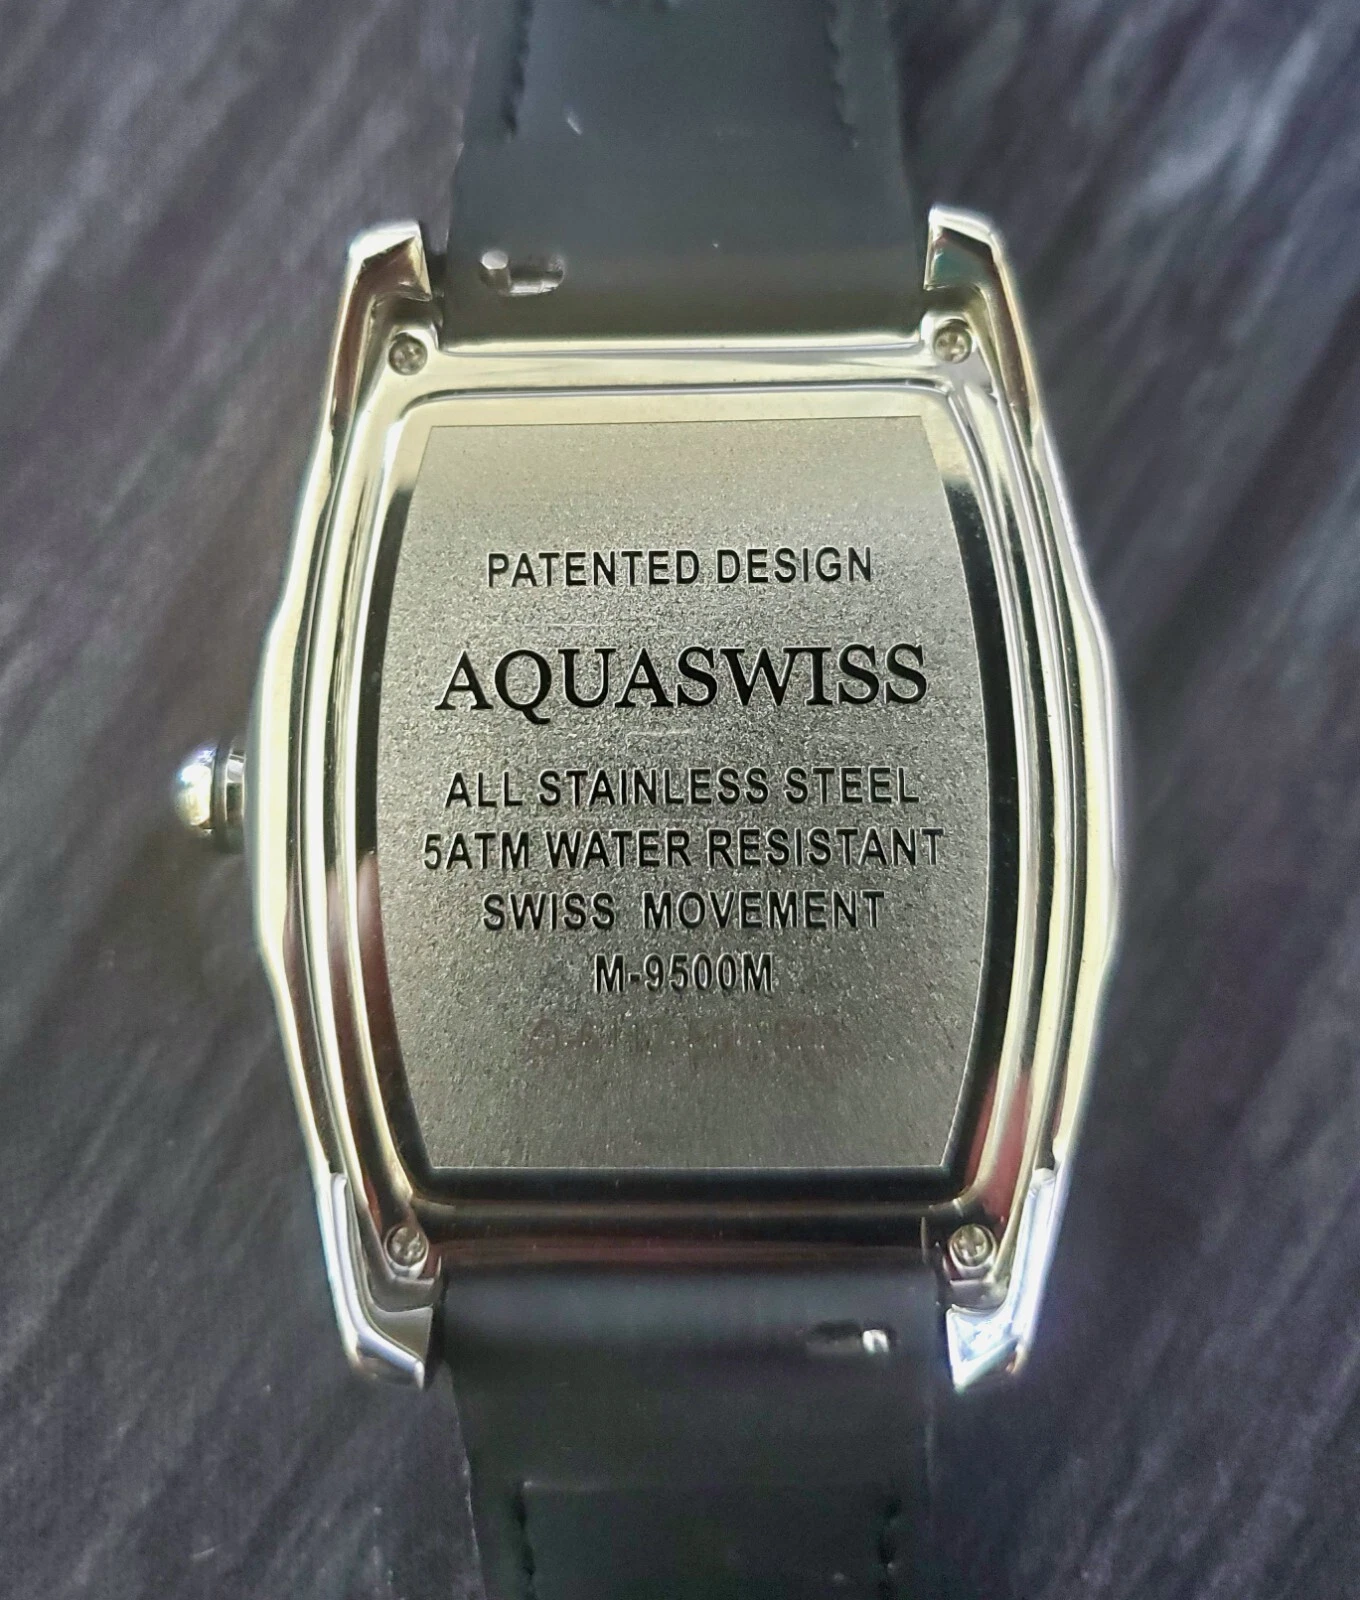 PATENTED DESIGN
AQUASWISS
ALL STAINLESS STEEL
5ATM WATER RESISTANT
SWISS MOVEMENT
M-9500M